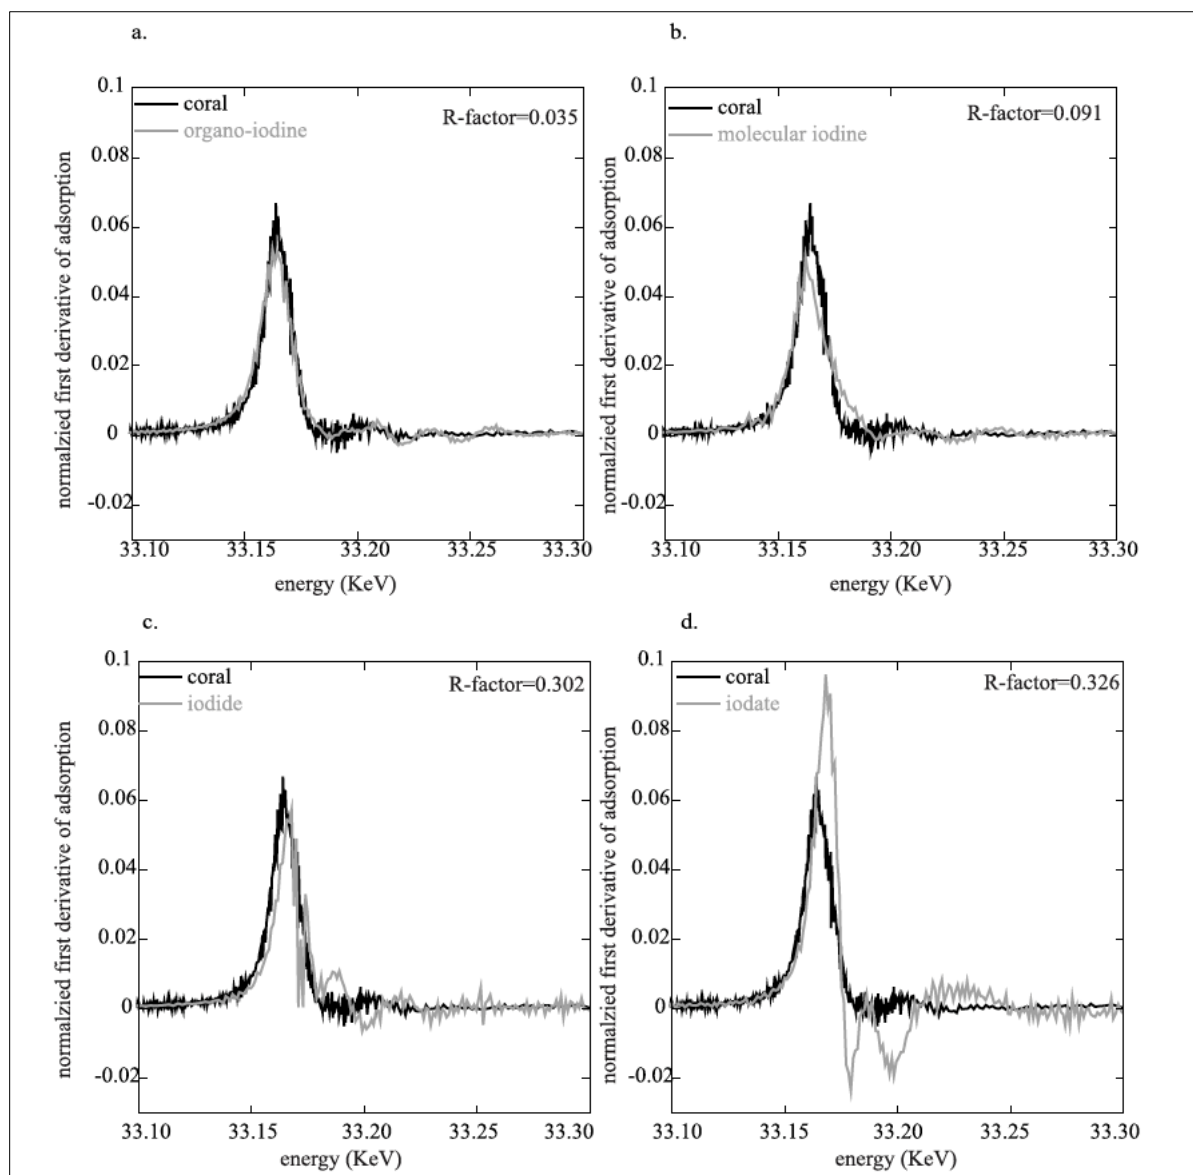 a.
normalzied first derivative of adsorption
0.1
0.08
0.06
0.04
0.02
0
-0.02
coral
organo-iodine
R-factor=0.035
33.10 33.15 33.20 33.25 33.30
energy (KeV)
b.
normalzied first derivative of adsorption
0.1
0.08
0.06
0.04
0.02
0
-0.02
coral
molecular iodine
R-factor=0.091
33.10 33.15 33.20 33.25 33.30
energy (KeV)
c.
normalzied first derivative of adsorption
0.1
0.08
0.06
0.04
0.02
0
-0.02
coral
iodide
R-factor=0.302
33.10 33.15 33.20 33.25 33.30
energy (KeV)
d.
normalzied first derivative of adsorption
0.1
0.08
0.06
0.04
0.02
0
-0.02
coral
iodate
R-factor=0.326
33.10 33.15 33.20 33.25 33.30
energy (KeV)